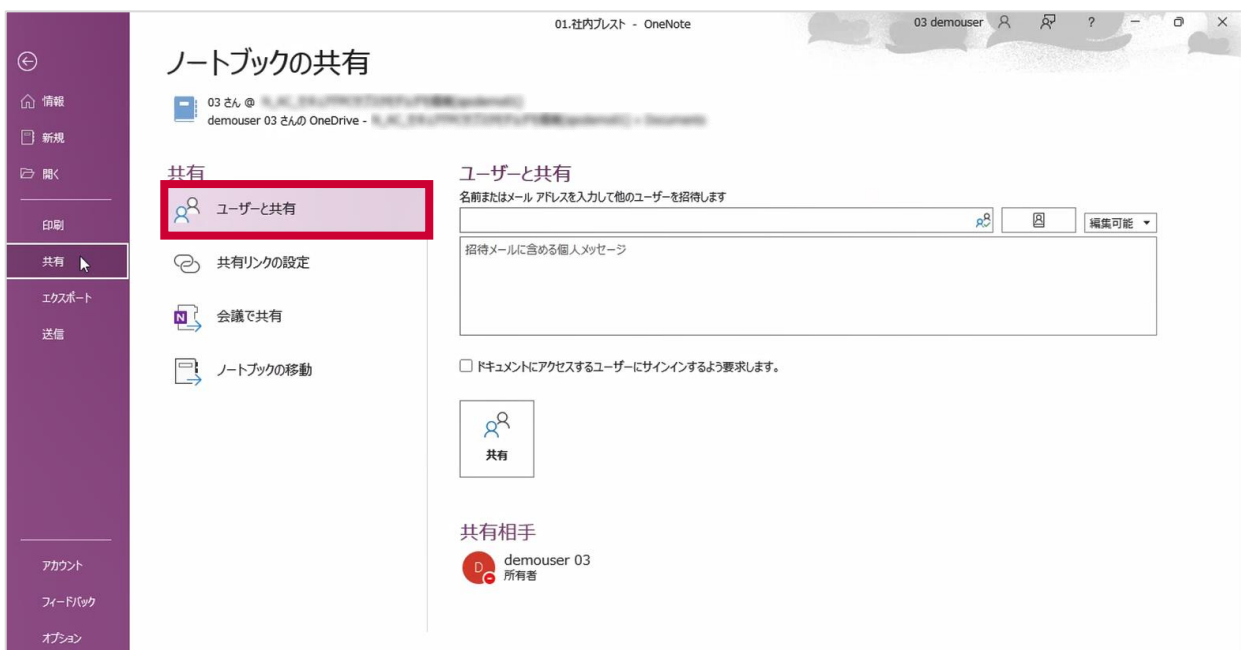 01.社内ブレスト - OneNote
03 demouser
?
ノートブックの共有
情報
新規
開く
印刷
共有
エクスポート
送信
アカウント
フィードバック
オプション
03 さん @
demouser 03 さんの OneDrive -
共有
ユーザーと共有
共有リンクの設定
会議で共有
N
ノートブックの移動
ユーザーと共有
名前またはメール アドレスを入力して他のユーザーを招待します
編集可能
招待メールに含める個人メッセージ
ドキュメントにアクセスするユーザーにサインインするよう要求します。
共有
共有相手
D
demouser 03
所有者